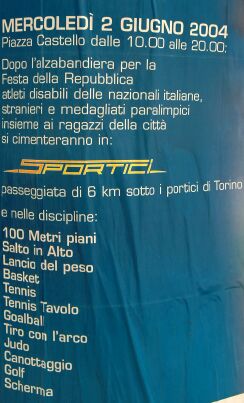 MERCOLEDÌ 2 GIUGNO 2004
Piazza Castello dalle 10.00 alle 20.00;
Dopo l'alzabandiera per la
Festa della Repubblica
atleti disabili delle nazionali italiane,
stranieri e medagliati paralimpici
insieme ai ragazzi della città
si cimenteranno in:
SPORTICI,
passeggiata di 6 km sotto i portici di Torino
e nelle discipline:
100 Metri piani
Salto in Alto
Lancio del peso
Basket
Tennis
Tennis Tavolo
Goalball
Tiro con l'arco
Judo
Canottaggio
Golf
Scherma